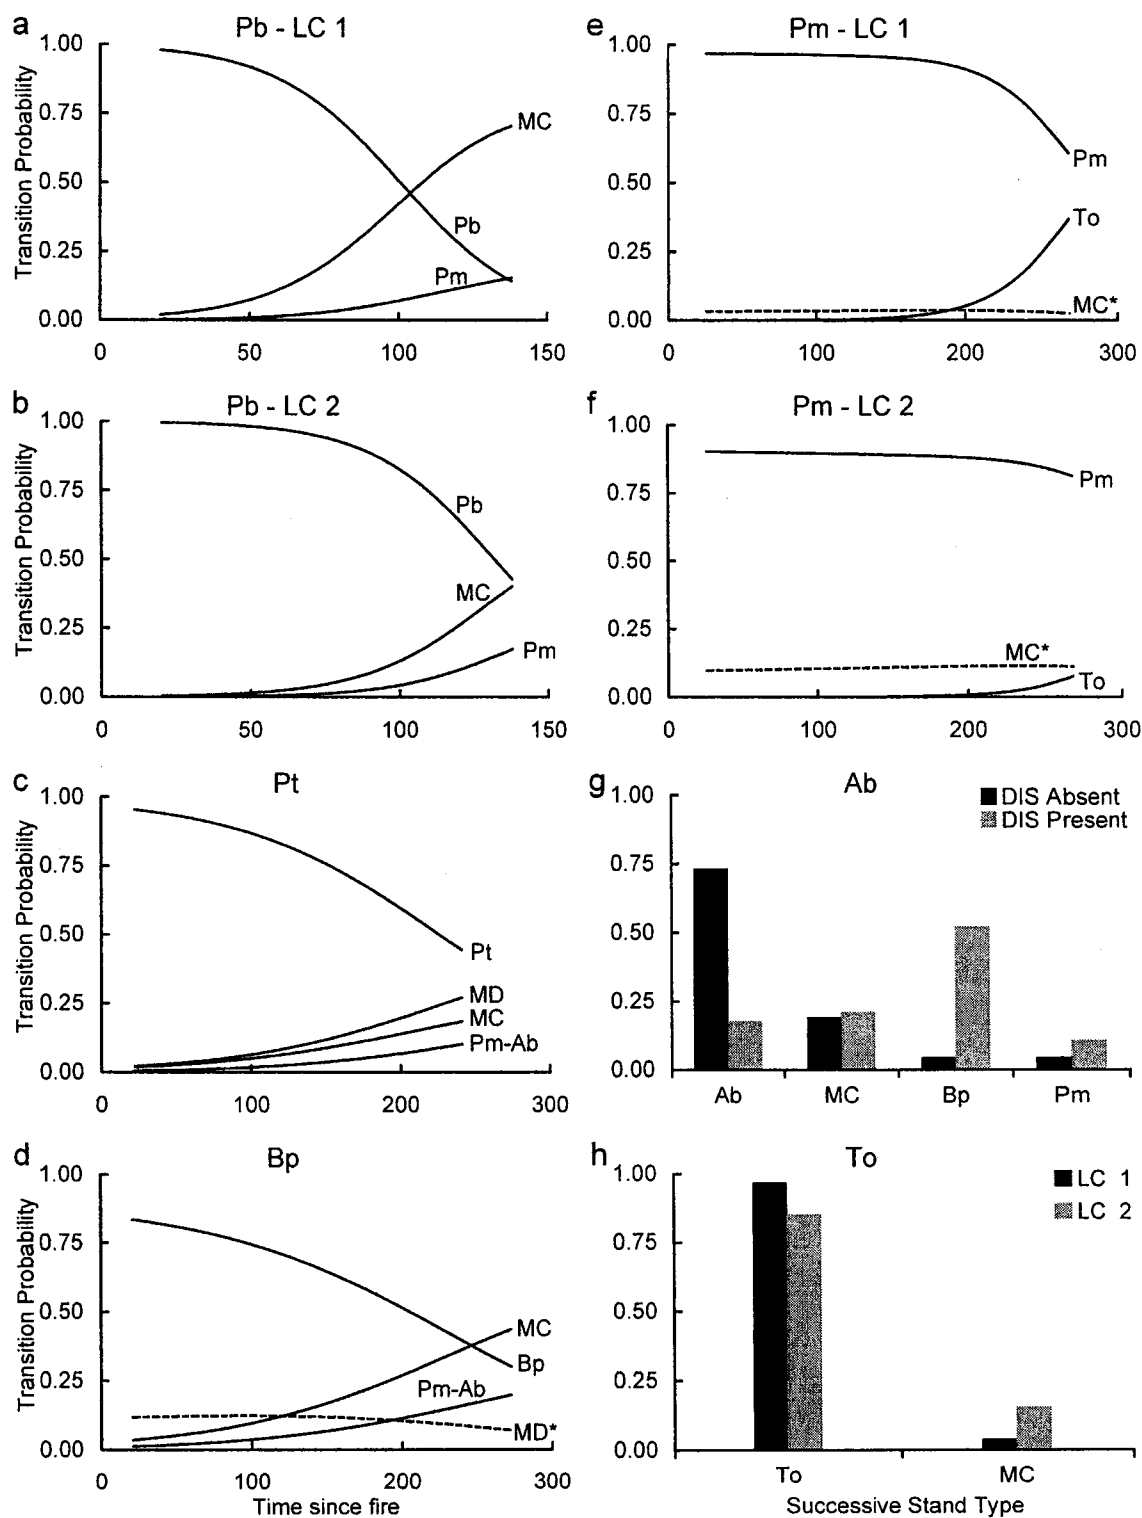 a
Pb - LC 1
Transition Probability
1.00
0.75
0.50
0.25
0.00
MC
Pb
Pm
0
50
100
150
b
Pb - LC 2
Transition Probability
1.00
0.75
0.50
0.25
0.00
Pb
MC
Pm
0
50
100
150
c
Pt
Transition Probability
1.00
0.75
0.50
0.25
0.00
Pt
MD
MC
Pm-Ab
0
100
200
300
d
Bp
Transition Probability
1.00
0.75
0.50
0.25
0.00
MC
Bp
Pm-Ab
MD*
0
100
200
300
Time since fire
e
Pm - LC 1
1.00
0.75
0.50
0.25
0.00
Pm
To
MC*
0
100
200
300
f
Pm - LC 2
1.00
0.75
0.50
0.25
0.00
Pm
MC*
To
0
100
200
300
g
Ab
DIS Absent
DIS Present
1.00
0.75
0.50
0.25
0.00
Ab
MC
Bp
Pm
h
To
LC 1
LC 2
1.00
0.75
0.50
0.25
0.00
To
MC
Successive Stand Type